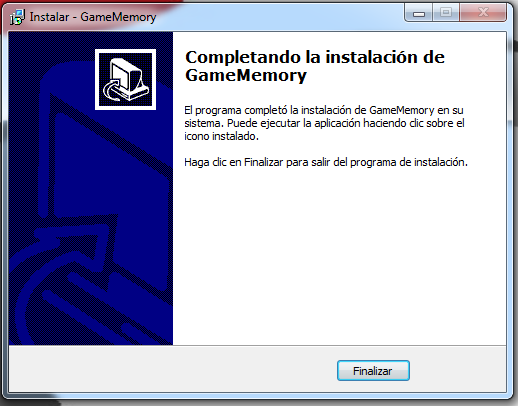 Instalar - GameMemory
Completando la instalación de
GameMemory
El programa completó la instalación de GameMemory en su
sistema. Puede ejecutar la aplicación haciendo clic sobre el
icono instalado.
Haga clic en Finalizar para salir del programa de instalación.
Finalizar